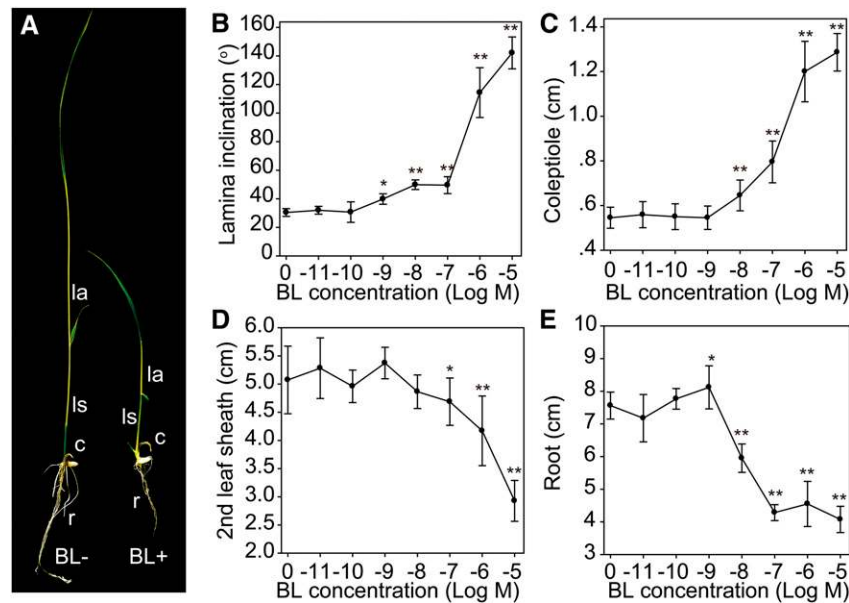 A
la
ls
c
r
BL-
la
ls
c
r
BL+
B
Lamina inclination (o)
160
140
120
100
80
60
40
20
0
*
**
**
**
**
0 -11 -10 -9 -8 -7 -6 -5
BL concentration (Log M)
C
Coleptiole (cm)
1.4
1.2
1.0
.8
.6
.4
**
**
**
**
0 -11 -10 -9 -8 -7 -6 -5
BL concentration (Log M)
D
2nd leaf sheath (cm)
6.0
5.5
5.0
4.5
4.0
3.5
3.0
2.5
2.0
*
**
**
0 -11 -10 -9 -8 -7 -6 -5
BL concentration (Log M)
E
Root (cm)
10
9
8
7
6
5
4
3
*
**
**
**
**
0 -11 -10 -9 -8 -7 -6 -5
BL concentration (Log M)